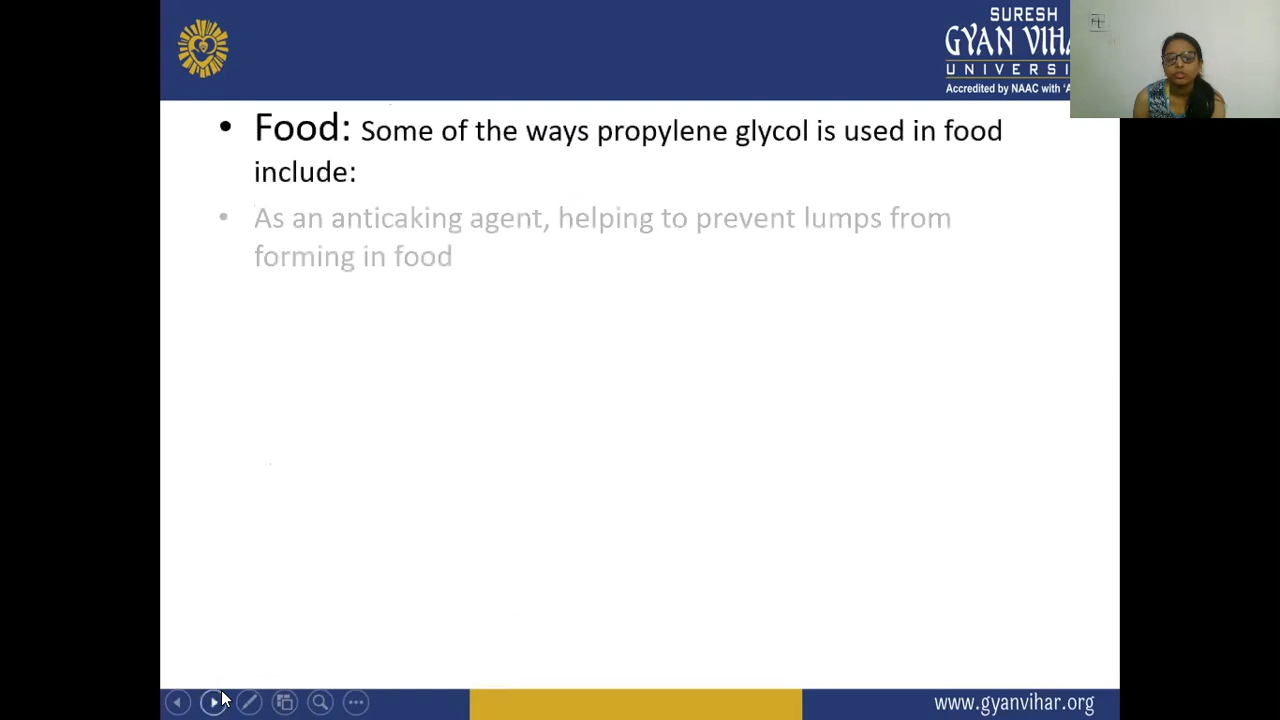 SURESH
GYAN VIHA
UNIVERSI
Accredited by NAAC with 'A
• Food: Some of the ways propylene glycol is used in food
include:
• As an anticaking agent, helping to prevent lumps from
forming in food
www.gyanvihar.org